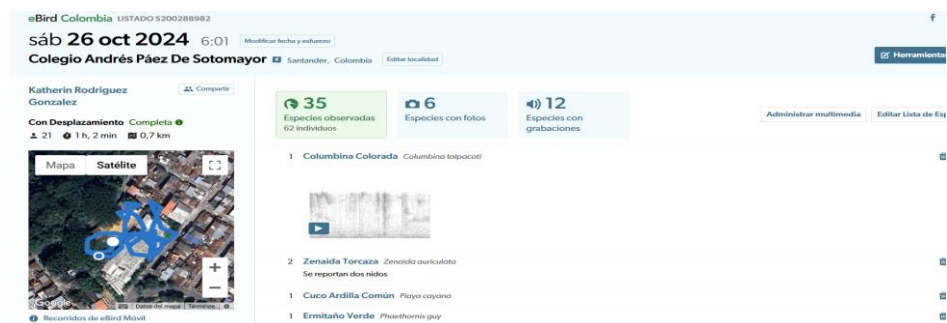 eBird Colombia LISTADO S200288982
sáb 26 oct 2024 6:01 Modificar fecha y esfuerzo
Colegio Andrés Páez De Sotomayor Santander, Colombia Editar localidad
Herramientas
Katherin Rodriguez Gonzalez
Compartir
Con Desplazamiento Completa
21 1 h, 2 min 0,7 km
Mapa Satélite
Google Datos del mapa Términos
Recorridos de eBird Móvil
35
Especies observadas
62 individuos
6
Especies con fotos
12
Especies con
grabaciones
Administrar multimedia Editar Lista de Esp
1 Columbina Colorada Columbina talpacoti
2 Zenaida Torcaza Zenaida auriculata
Se reportan dos nidos
1 Cuco Ardilla Común Piaya cayana
1 Ermitaño Verde Phaethornis guy